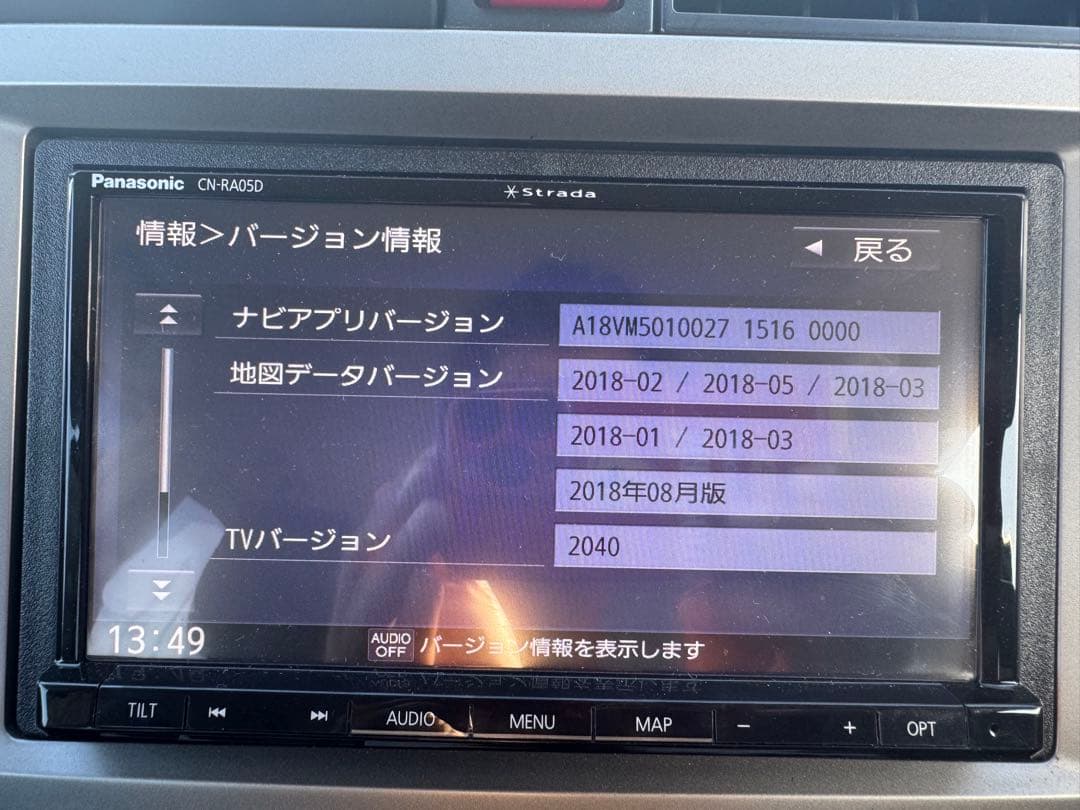 Panasonic CN-RA05D
Strada
情報>バージョン情報
戻る
ナビアプリバージョン A18VM5010027 1516 0000
地図データバージョン 2018-02 / 2018-05 / 2018-03
2018-01 / 2018-03
2018年08月版
TVバージョン 2040
13:49 AUDIO OFF バージョン情報を表示します
TILT AUDIO MENU MAP − + OPT